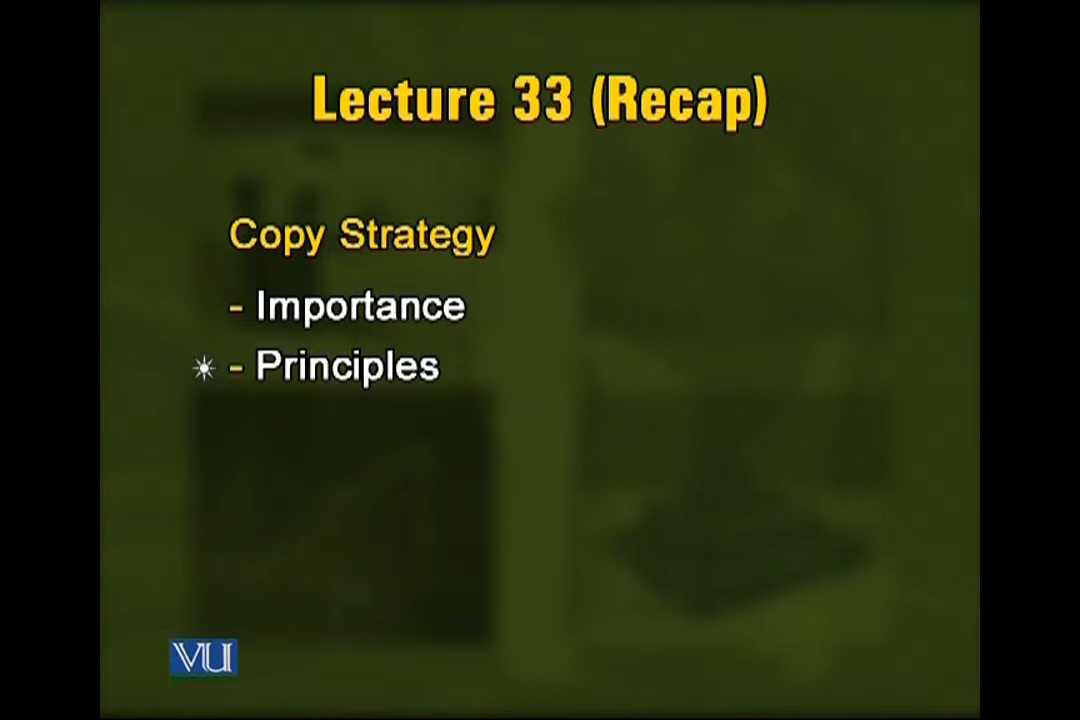 Lecture 33 (Recap)
Copy Strategy
- Importance
- Principles
VU